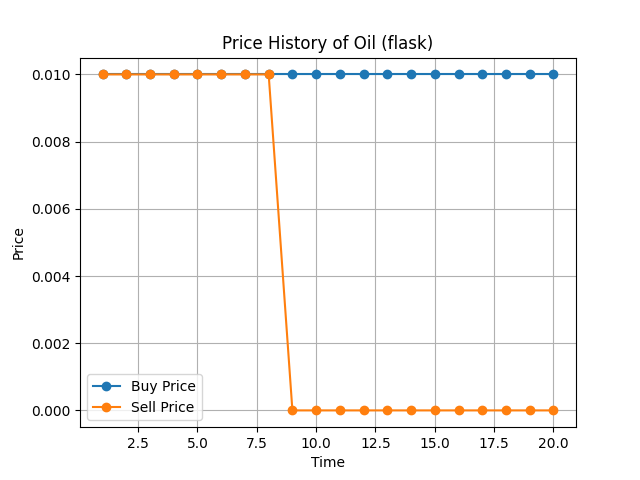 Price History of Oil (flask)
0.010
0.008
0.006
0.004
0.002
0.000
Price
Buy Price
Sell Price
2.5 5.0 7.5 10.0 12.5 15.0 17.5 20.0
Time